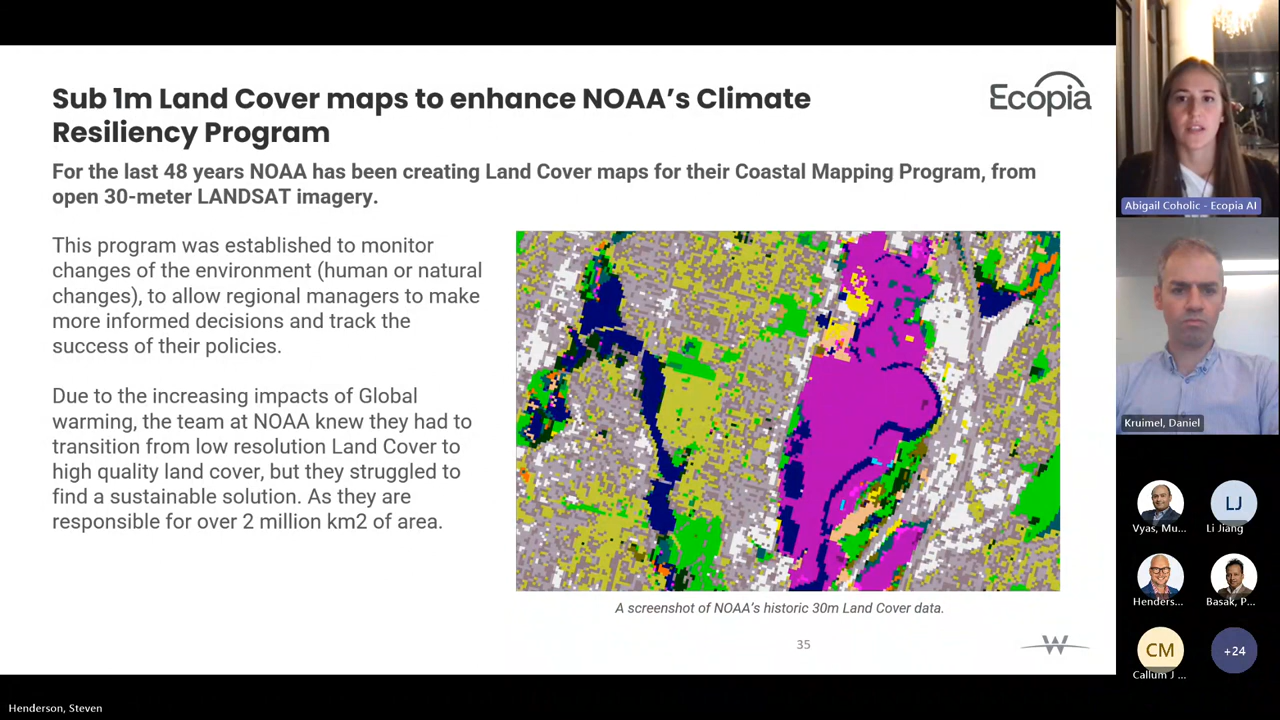 Sub 1m Land Cover maps to enhance NOAA's Climate
Resiliency Program
Ecopia
For the last 48 years NOAA has been creating Land Cover maps for their Coastal Mapping Program, from
open 30-meter LANDSAT imagery.
This program was established to monitor
changes of the environment (human or natural
changes), to allow regional managers to make
more informed decisions and track the
success of their policies.
Due to the increasing impacts of Global
warming, the team at NOAA knew they had to
transition from low resolution Land Cover to
high quality land cover, but they struggled to
find a sustainable solution. As they are
responsible for over 2 million km2 of area.
A screenshot of NOAA's historic 30m Land Cover data.
35
W
Abigail Coholic - Ecopia AI
Kruimel, Daniel
Vyas, Mu...
LJ
Li Jiang
Henders...
Basak, P...
CM
Callum J ...
+24
Henderson, Steven